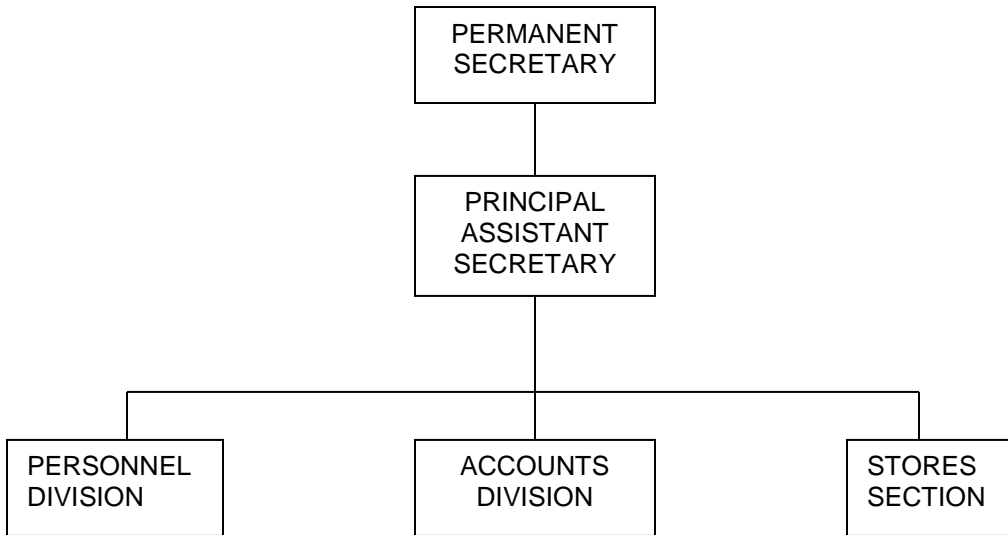 PERMANENT
SECRETARY
PRINCIPAL
ASSISTANT
SECRETARY
PERSONNEL
DIVISION
ACCOUNTS
DIVISION
STORES
SECTION